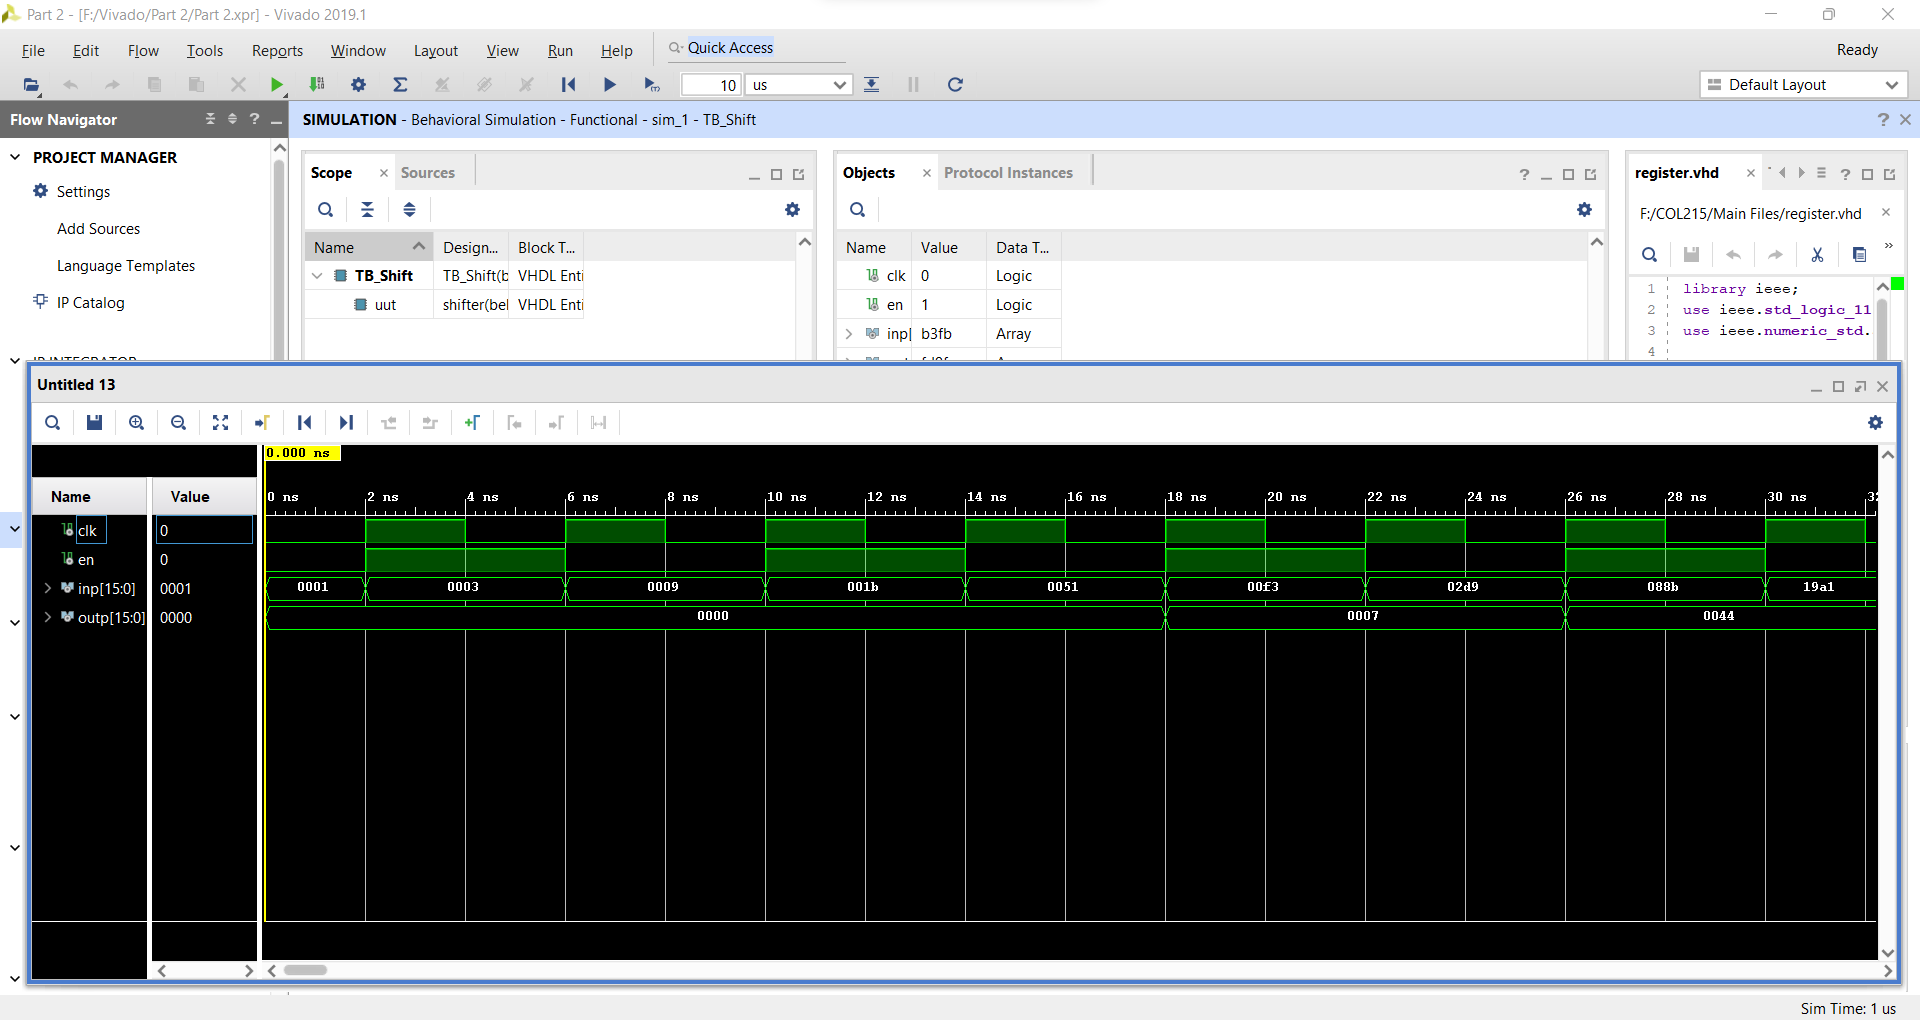 Part 2 - [F:/Vivado/Part 2/Part 2.xpr] - Vivado 2019.1
File Edit Flow Tools Reports Window Layout View Run Help Quick Access Ready
10 us Default Layout
Flow Navigator ?
SIMULATION - Behavioral Simulation - Functional - sim_1 - TB_Shift ?
PROJECT MANAGER
Settings
Add Sources
Language Templates
IP Catalog
Scope Sources
Name Design... Block T...
TB_Shift TB_Shift(b VHDL Enti
uut shifter(bel VHDL Enti
Objects Protocol Instances ?
Name Value Data T...
clk 0 Logic
en 1 Logic
inp[ b3fb Array
register.vhd ?
F:/COL215/Main Files/register.vhd
1 library ieee;
2 use ieee.std_logic_11
3 use ieee.numeric_std.
4
Untitled 13
0.000 ns
Name Value 0 ns 2 ns 4 ns 6 ns 8 ns 10 ns 12 ns 14 ns 16 ns 18 ns 20 ns 22 ns 24 ns 26 ns 28 ns 30 ns 32
clk 0
en 0
inp[15:0] 0001 0001 0003 0009 001b 0051 00f3 02d9 088b 19a1
outp[15:0] 0000 0000 0007 0044
Sim Time: 1 us